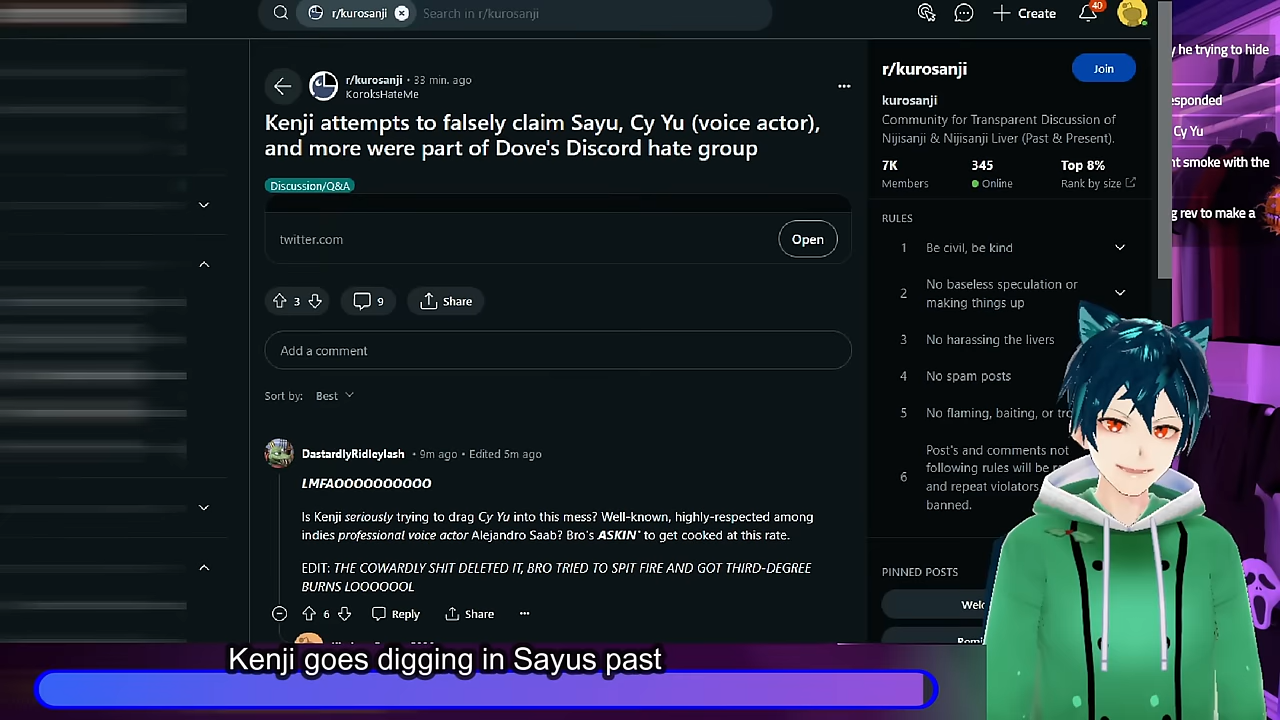 r/kurosanji
Search in r/kurosanji
Create
40
r/kurosanji • 33 min. ago
KoroksHateMe
Kenji attempts to falsely claim Sayu, Cy Yu (voice actor),
and more were part of Dove's Discord hate group
Discussion/Q&A
twitter.com
Open
3
9
Share
Add a comment
Sort by: Best
DastardlyRidleylash • 9m ago • Edited 5m ago
LMFAOOOOOOOOOO
Is Kenji seriously trying to drag Cy Yu into this mess? Well-known, highly-respected among
indies professional voice actor Alejandro Saab? Bro's ASKIN' to get cooked at this rate.
EDIT: THE COWARDLY SHIT DELETED IT, BRO TRIED TO SPIT FIRE AND GOT THIRD-DEGREE
BURNS LOOOOOOL
6
Reply
Share
r/kurosanji
Join
kurosanji
Community for Transparent Discussion of
Nijisanji & Nijisanji Liver (Past & Present).
7K
345
Top 8%
Members
Online
Rank by size
RULES
1 Be civil, be kind
2 No baseless speculation or
making things up
3 No harassing the livers
4 No spam posts
5 No flaming, baiting, or tro
6 Post's and comments not
following rules will be re
and repeat violators
banned.
PINNED POSTS
Welc
y he trying to hide
esponded
Cy Yu
nt smoke with the
g rev to make a
Kenji goes digging in Sayus past